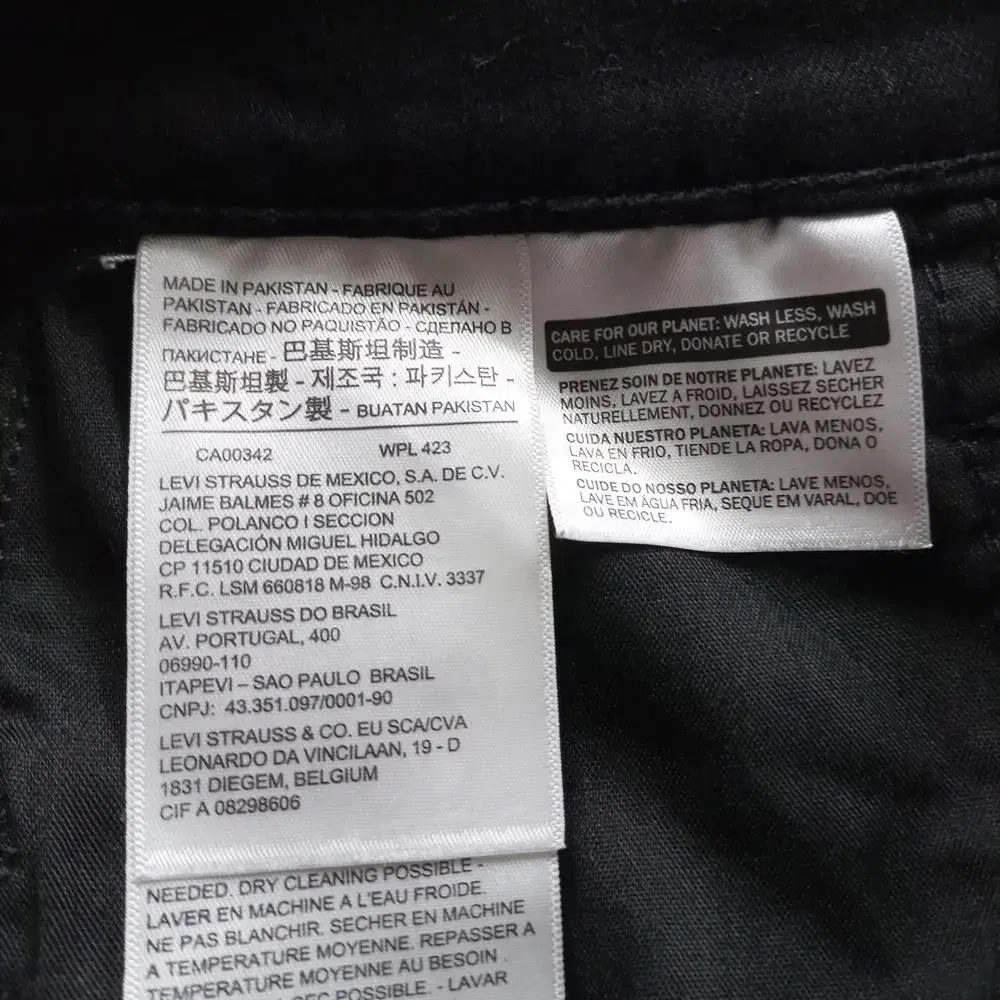 MADE IN PAKISTAN - FABRIQUE AU
PAKISTAN - FABRICADO EN PAKISTÁN -
FABRICADO NO PAQUISTÃO - СДЕЛАНО В
ПАКИСТАНЕ - 巴基斯坦制造 -
巴基斯坦製 - 제조국 : 파키스탄 -
パキスタン製 - BUATAN PAKISTAN
CA00342 WPL 423
LEVI STRAUSS DE MEXICO, S.A. DE C.V.
JAIME BALMES # 8 OFICINA 502
COL. POLANCO I SECCION
DELEGACIÓN MIGUEL HIDALGO
CP 11510 CIUDAD DE MEXICO
R.F.C. LSM 660818 M-98 C.N.I.V. 3337
LEVI STRAUSS DO BRASIL
AV. PORTUGAL, 400
06990-110
ITAPEVI – SAO PAULO BRASIL
CNPJ: 43.351.097/0001-90
LEVI STRAUSS & CO. EU SCA/CVA
LEONARDO DA VINCILAAN, 19 - D
1831 DIEGEM, BELGIUM
CIF A 08298606
NEEDED. DRY CLEANING POSSIBLE -
LAVER EN MACHINE A L'EAU FROIDE.
NE PAS BLANCHIR. SECHER EN MACHINE
A TEMPERATURE MOYENNE. REPASSER A
TEMPERATURE MOYENNE AU BESOIN.
SEC POSSIBLE. - LAVAR
CARE FOR OUR PLANET: WASH LESS, WASH
COLD, LINE DRY, DONATE OR RECYCLE
PRENEZ SOIN DE NOTRE PLANETE: LAVEZ
MOINS, LAVEZ A FROID, LAISSEZ SECHER
NATURELLEMENT, DONNEZ OU RECYCLEZ
CUIDA NUESTRO PLANETA: LAVA MENOS,
LAVA EN FRIO, TIENDE LA ROPA, DONA O
RECICLA.
CUIDE DO NOSSO PLANETA: LAVE MENOS,
LAVE EM ÁGUA FRIA, SEQUE EM VARAL, DOE
OU RECICLE.